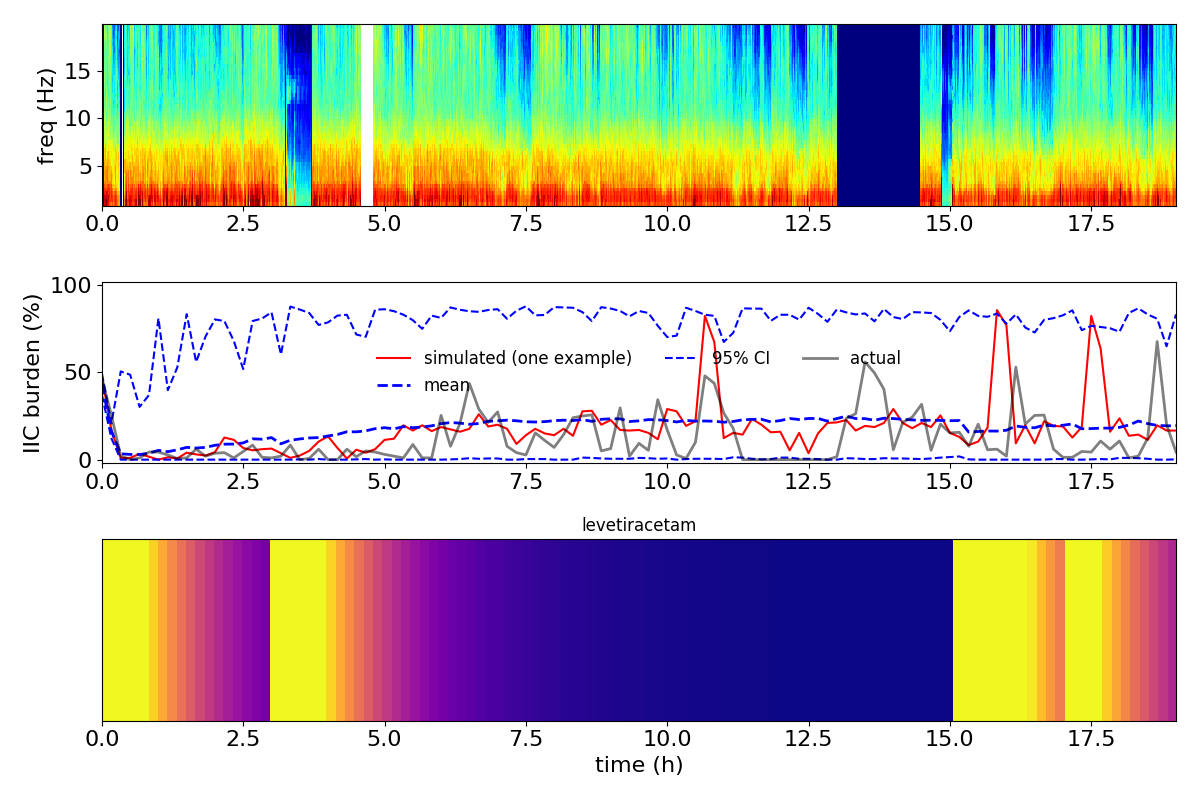 freq (Hz)
15
10
5
0.0 2.5 5.0 7.5 10.0 12.5 15.0 17.5
IIC burden (%)
100
50
0
simulated (one example) 95% CI actual
mean
0.0 2.5 5.0 7.5 10.0 12.5 15.0 17.5
levetiracetam
0.0 2.5 5.0 7.5 10.0 12.5 15.0 17.5
time (h)